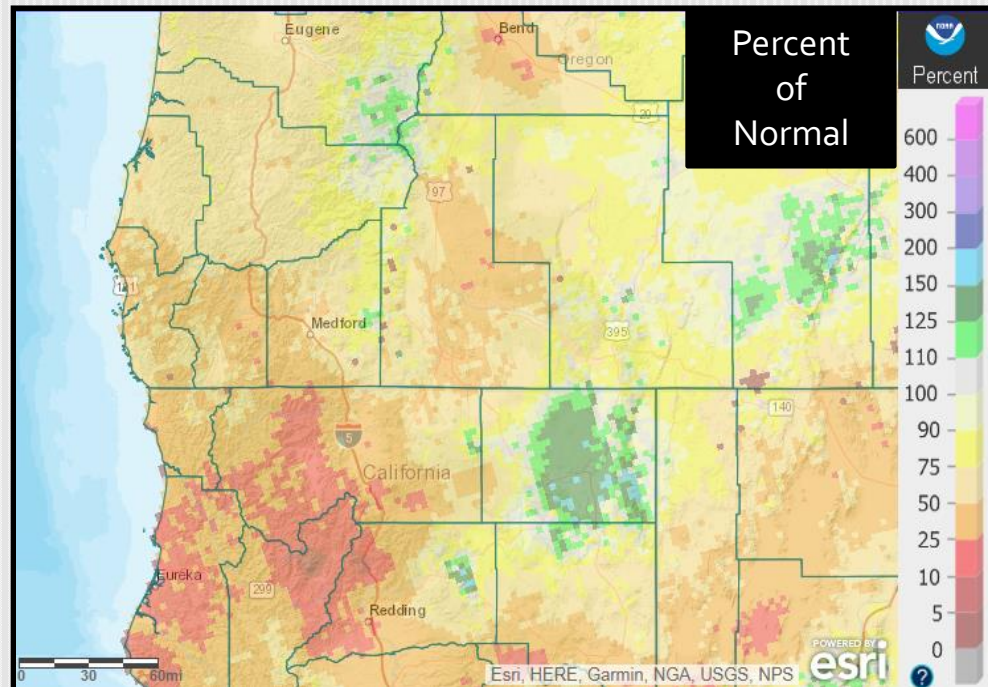 Eugene
Bend
Oregon
Percent
of
Normal
noaa
Percent
20
600
400
300
200
150
125
110
100
90
75
50
25
10
5
0
97
101
Medford
395
140
5
California
Eureka
299
Redding
0 30 60mi
Esri, HERE, Garmin, NGA, USGS, NPS
POWERED BY
esri
?